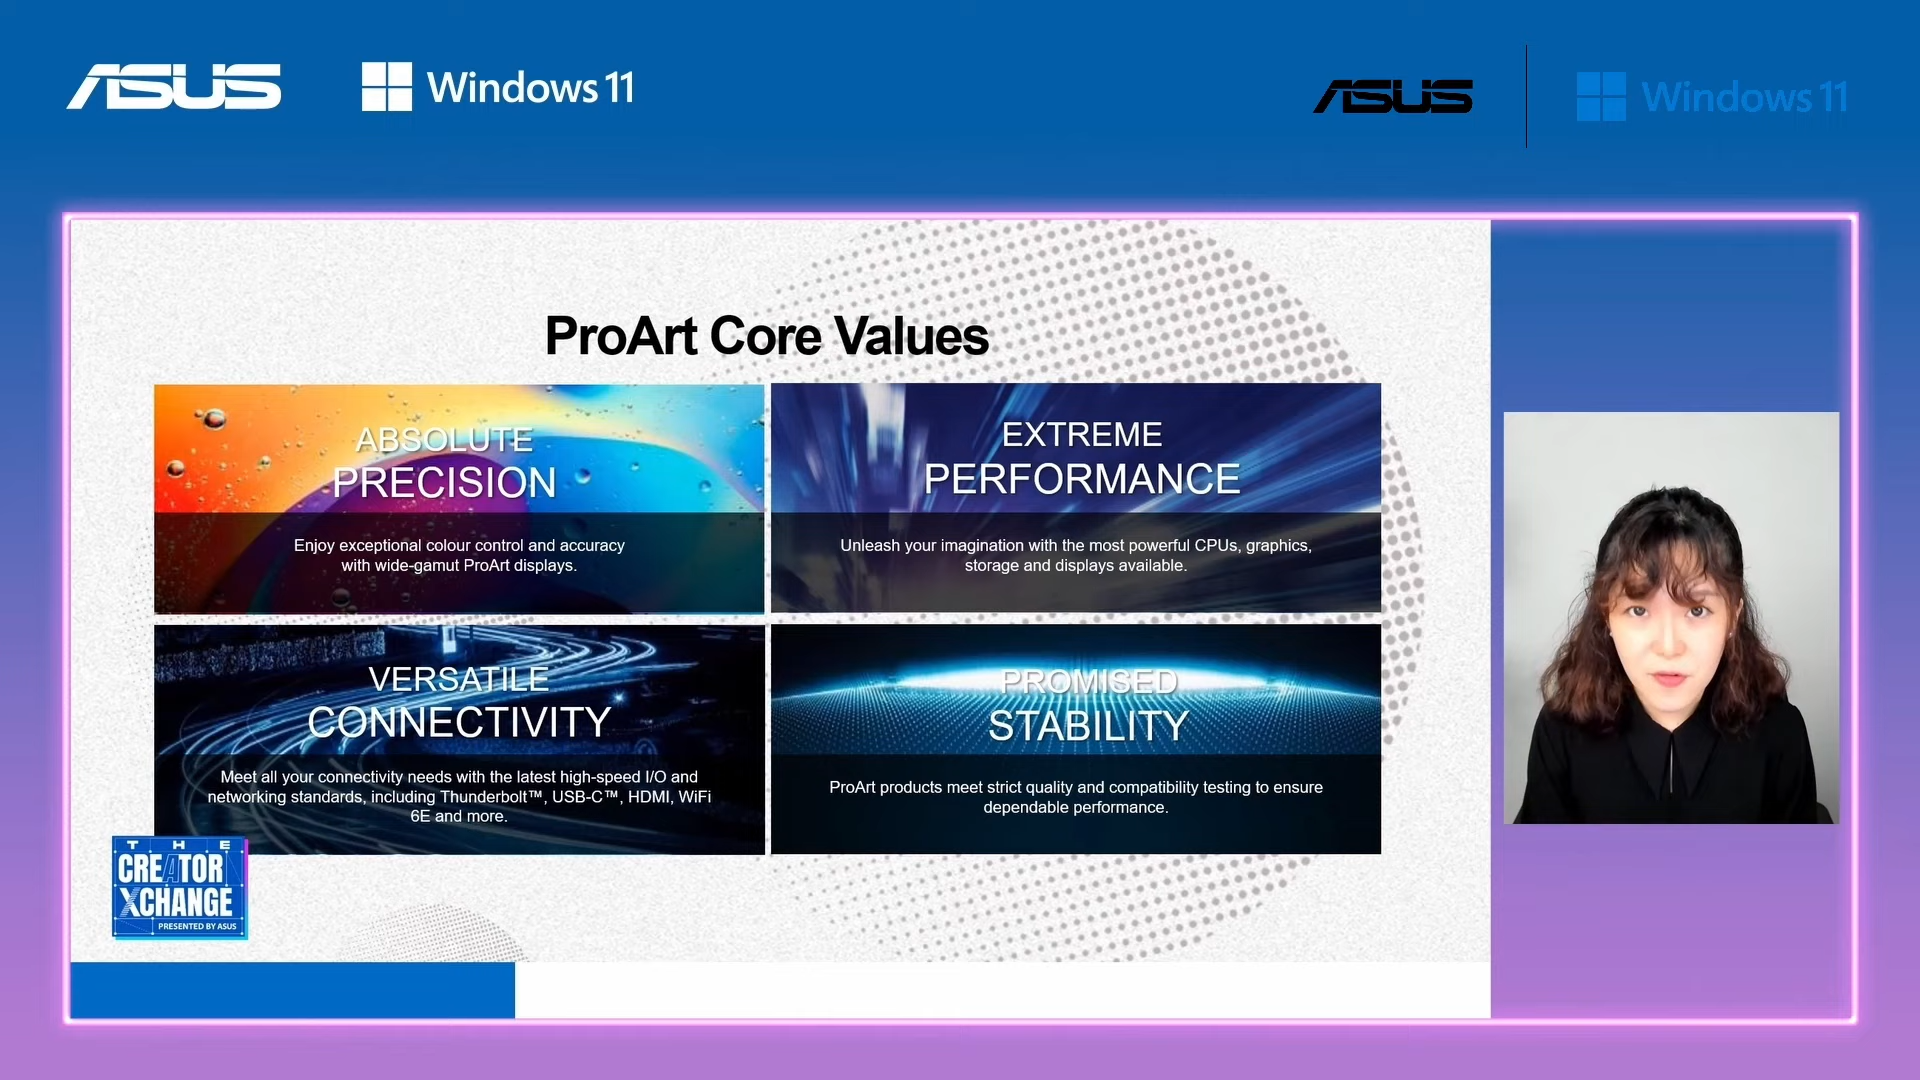 ASUS Windows 11
ASUS Windows 11
ProArt Core Values
ABSOLUTE
PRECISION
Enjoy exceptional colour control and accuracy
with wide-gamut ProArt displays.
EXTREME
PERFORMANCE
Unleash your imagination with the most powerful CPUs, graphics,
storage and displays available.
VERSATILE
CONNECTIVITY
Meet all your connectivity needs with the latest high-speed I/O and
networking standards, including Thunderbolt™, USB-C™, HDMI, WiFi
6E and more.
PROMISED
STABILITY
ProArt products meet strict quality and compatibility testing to ensure
dependable performance.
THE
CREATOR
XCHANGE
PRESENTED BY ASUS